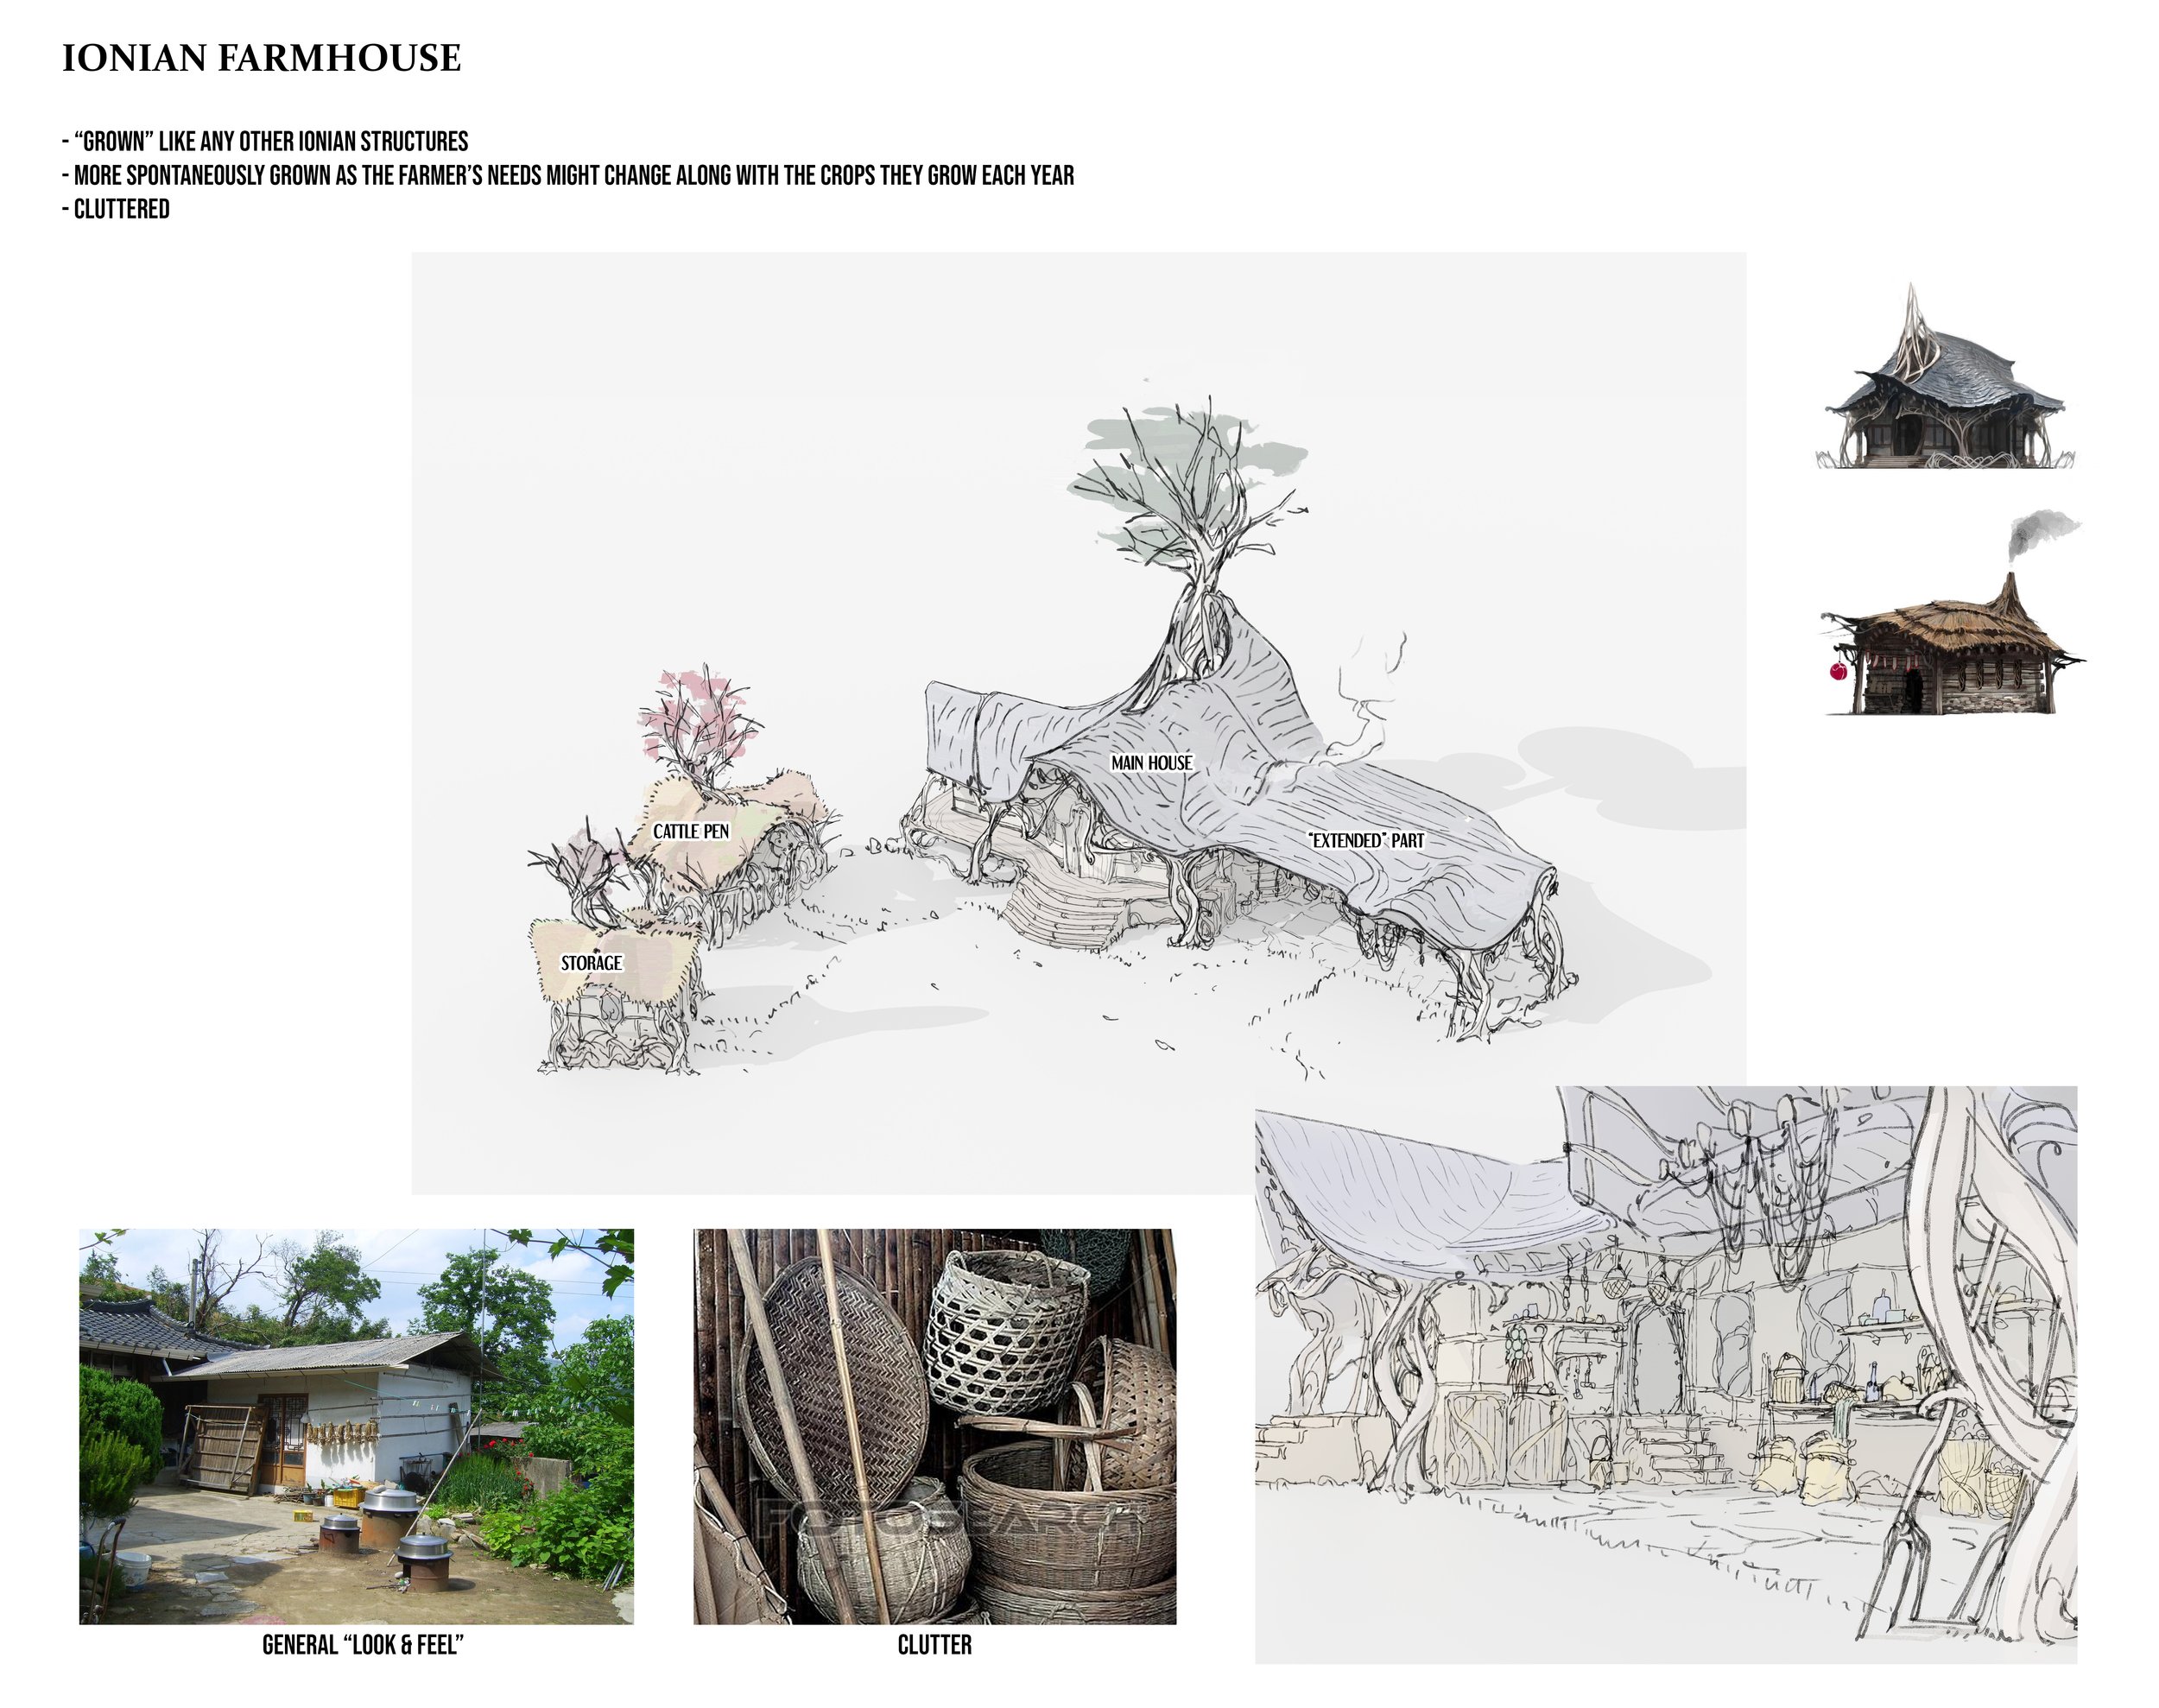 IONIAN FARMHOUSE
- “GROWN” LIKE ANY OTHER IONIAN STRUCTURES
- MORE SPONTANEOUSLY GROWN AS THE FARMER’S NEEDS MIGHT CHANGE ALONG WITH THE CROPS THEY GROW EACH YEAR
- CLUTTERED
MAIN HOUSE
CATTLE PEN
"EXTENDED" PART
STORAGE
FOTOSEARCH
GENERAL “LOOK & FEEL”
CLUTTER